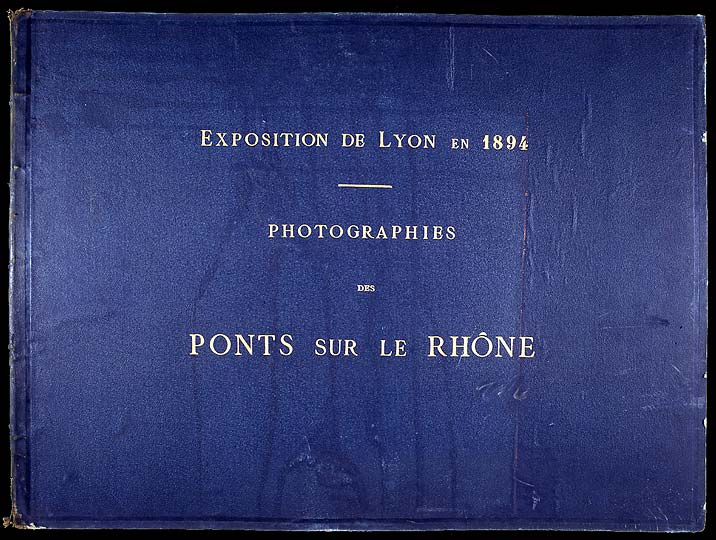 EXPOSITION DE LYON EN 1894
PHOTOGRAPHIES
DES
PONTS SUR LE RHÔNE